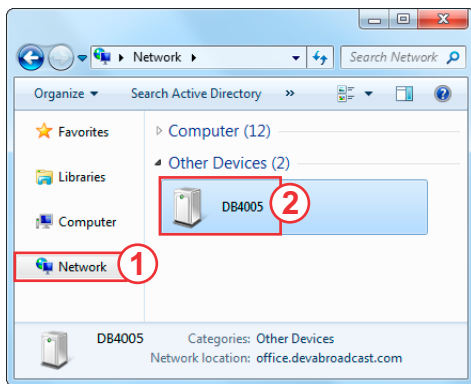 Network
Search Network
Organize
Search Active Directory
»
Favorites
Libraries
Computer
Network
1
Computer (12)
Other Devices (2)
DB4005
2
DB4005
Categories: Other Devices
Network location: office.devabroadcast.com